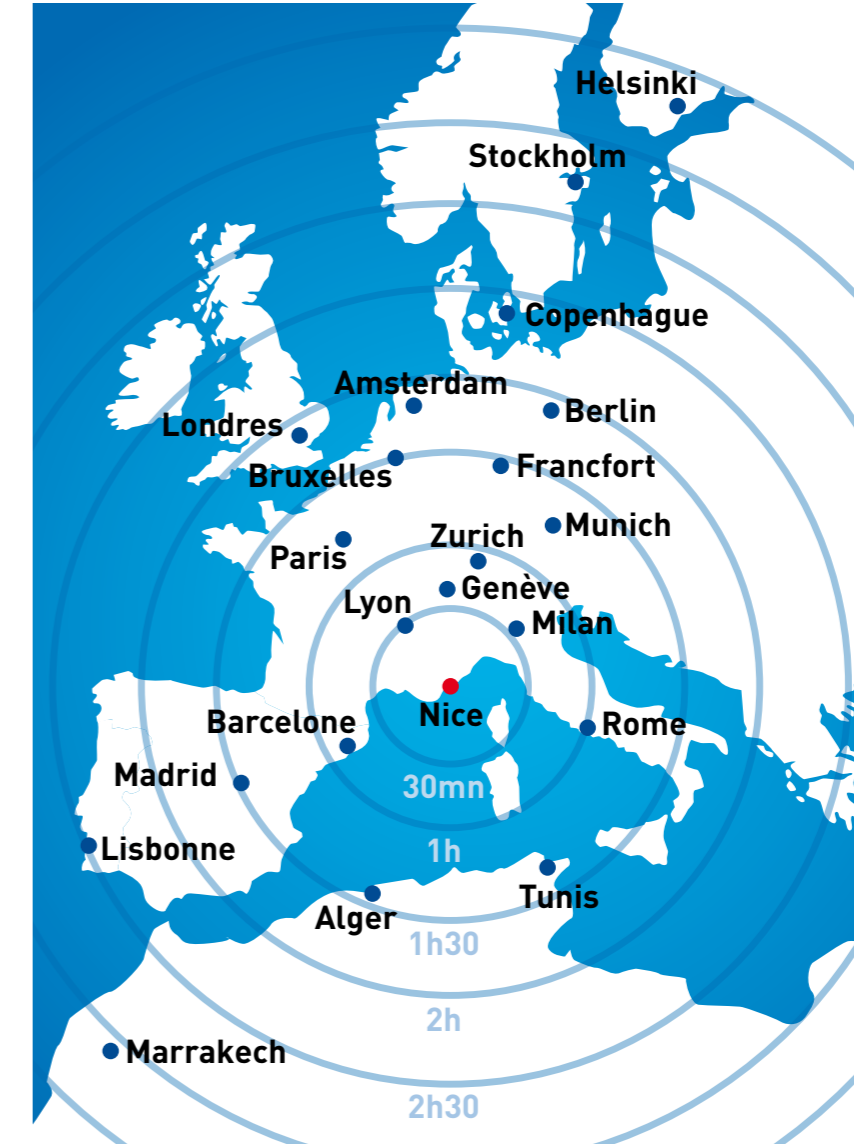 Helsinki
Stockholm
Copenhague
Amsterdam
Berlin
Londres
Francfort
Bruxelles
Munich
Zurich
Paris
Genève
Lyon
Milan
Nice
Barcelone
Rome
Madrid
30mn
Lisbonne
1h
Tunis
Alger
1h30
2h
Marrakech
2h30